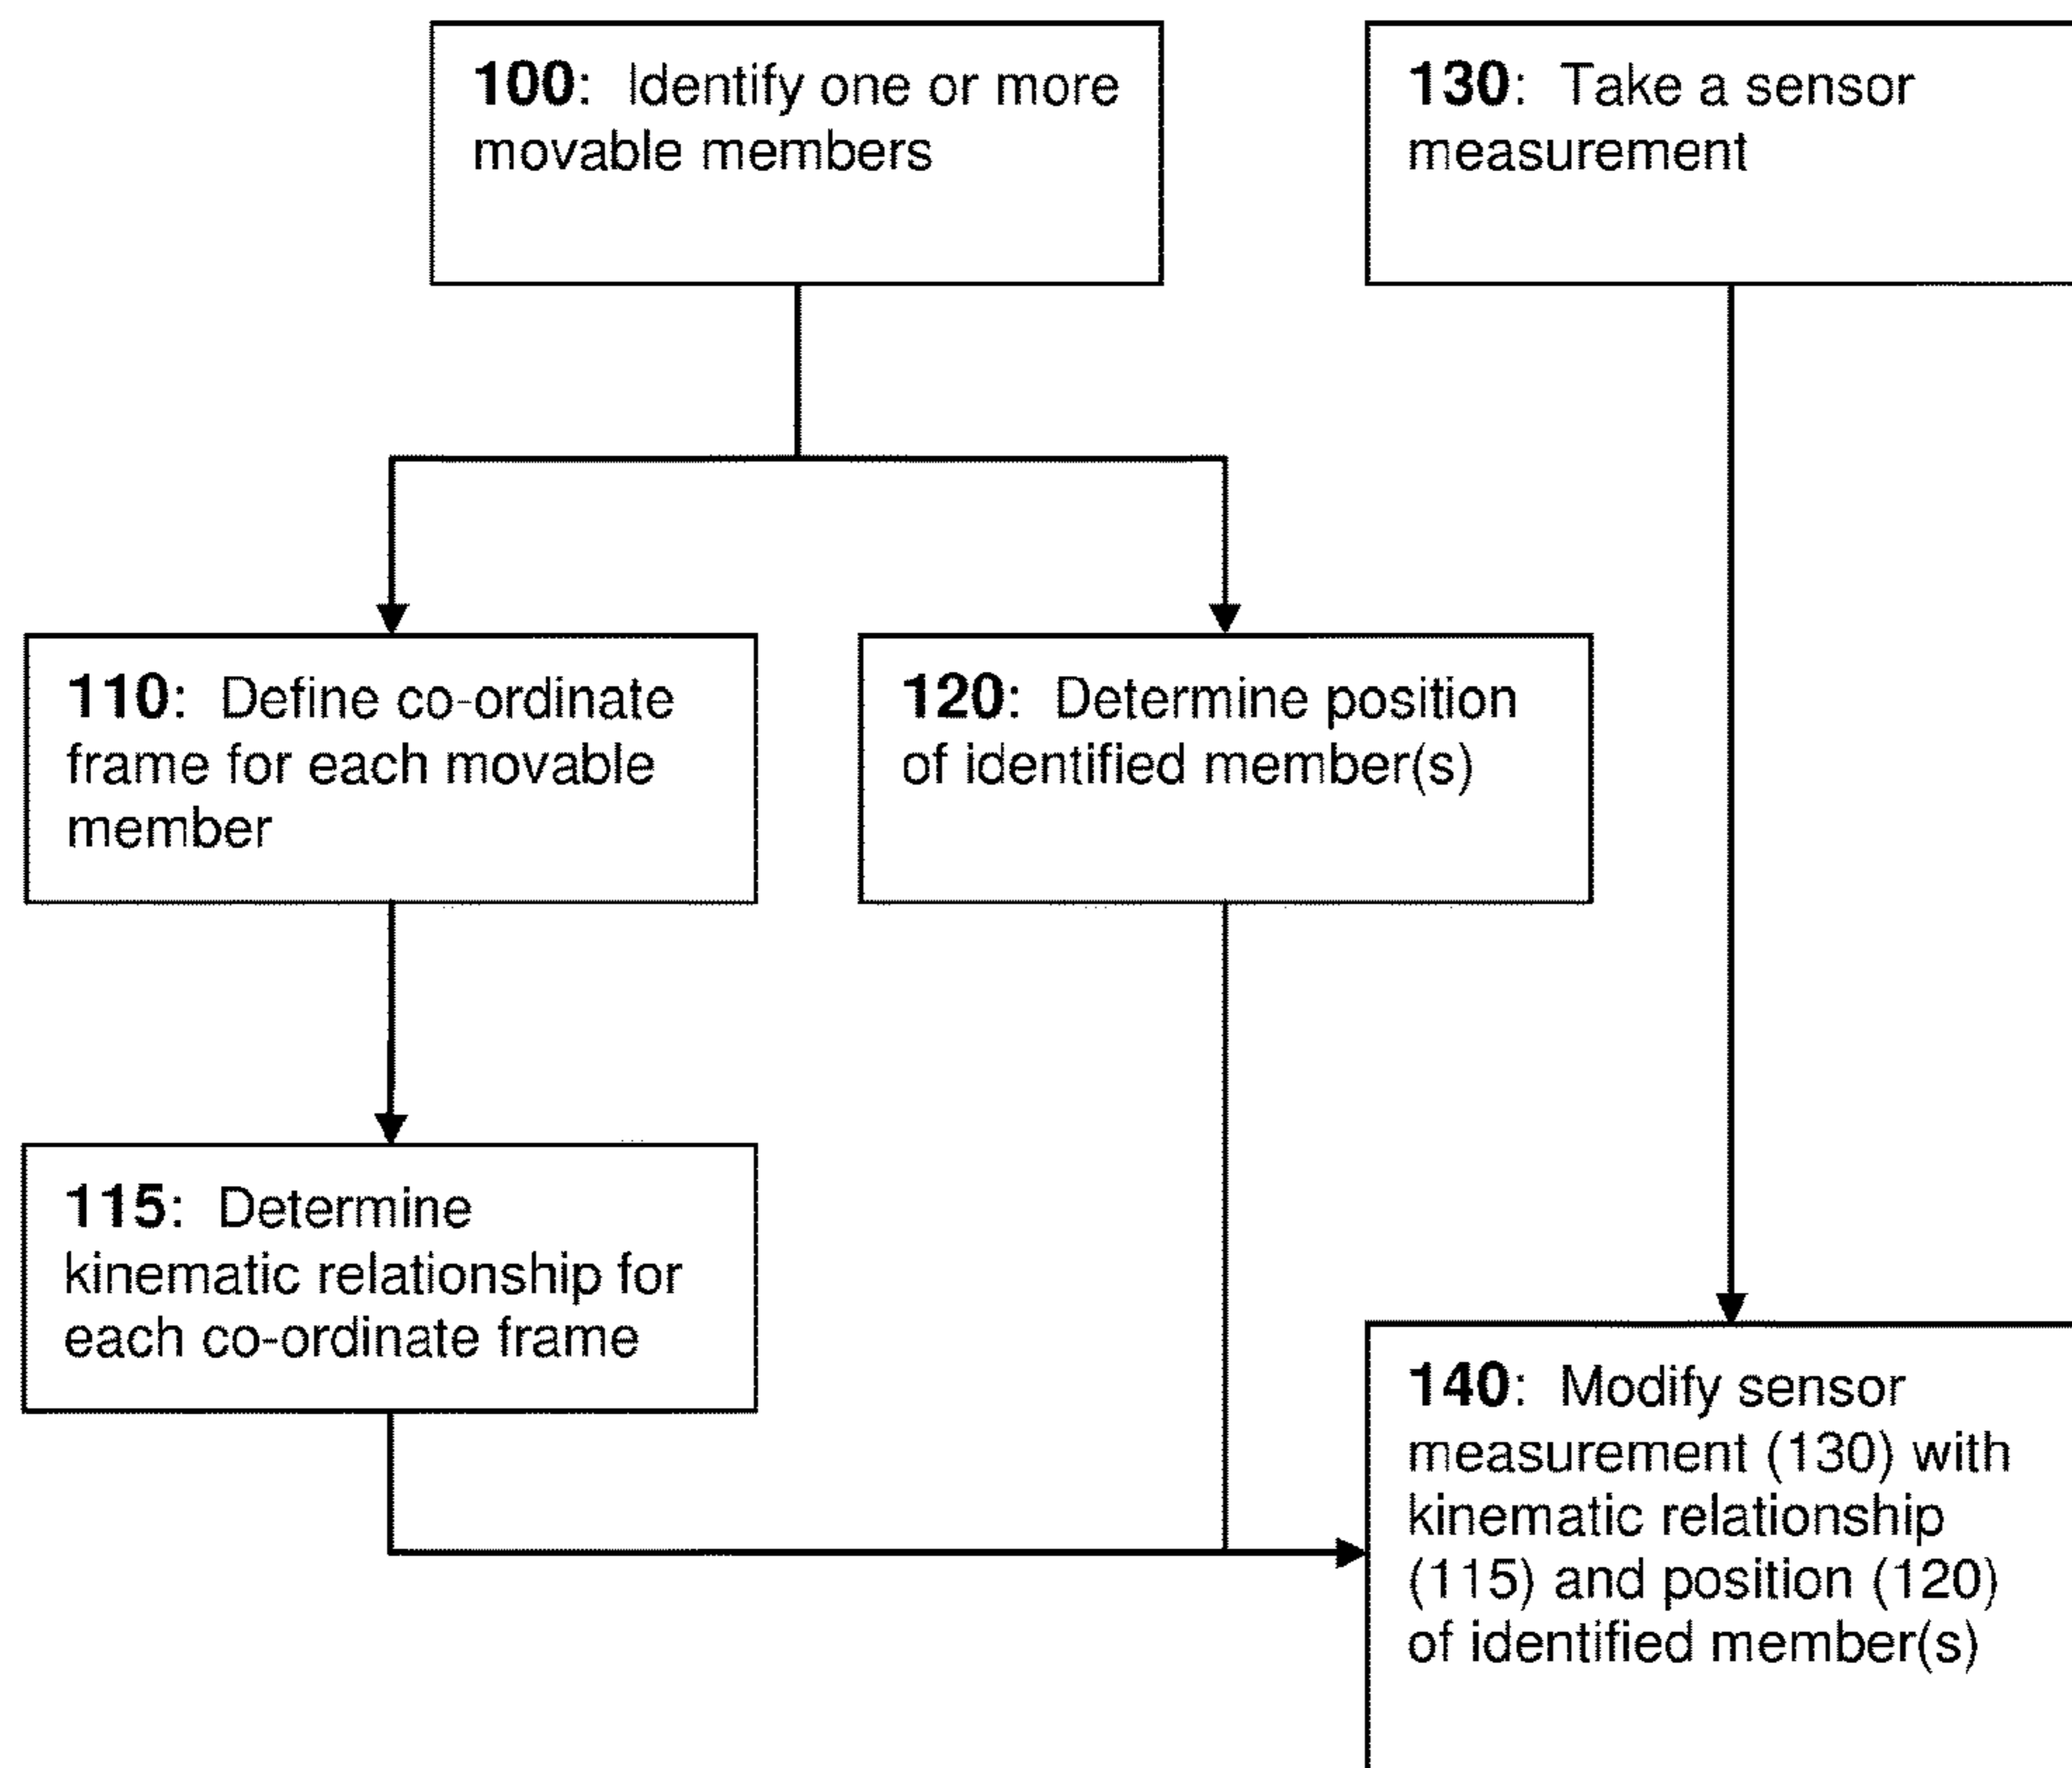 100: Identify one or more
movable members
130: Take a sensor
measurement
110: Define co-ordinate
frame for each movable
member
120: Determine position
of identified member(s)
115: Determine
kinematic relationship for
each co-ordinate frame
140: Modify sensor
measurement (130) with
kinematic relationship
(115) and position (120)
of identified member(s)